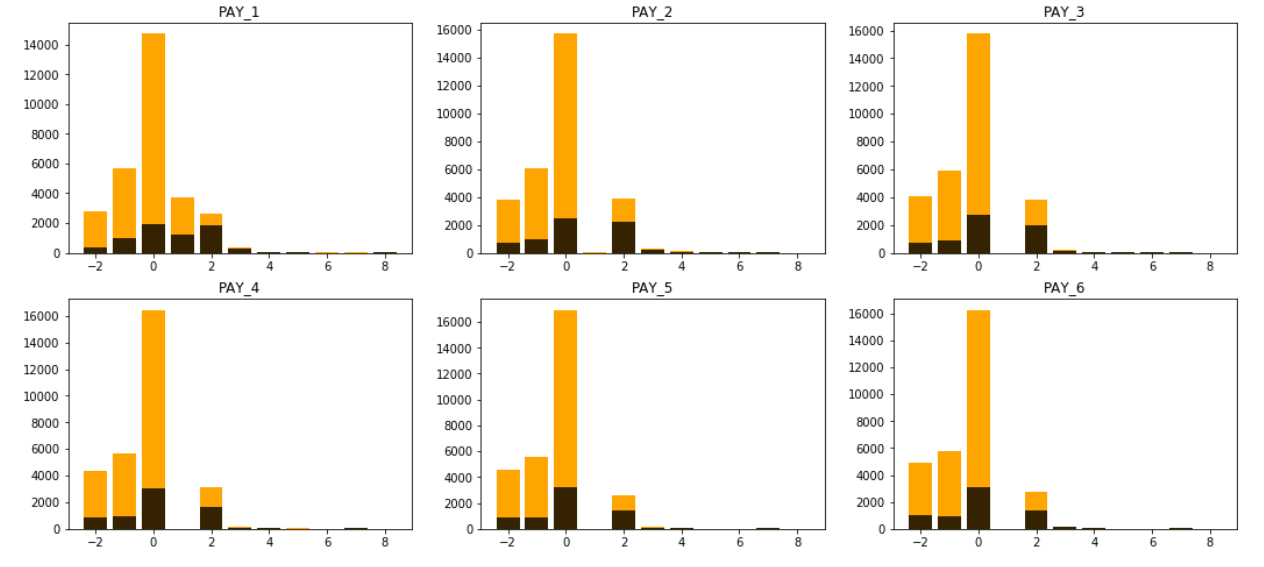 PAY_1 PAY_2 PAY_3
14000 16000 16000
12000 14000 14000
10000 12000 12000
8000 10000 10000
6000 8000 8000
4000 6000 6000
2000 4000 4000
0 2000 2000
0 0
−2 0 2 4 6 8 −2 0 2 4 6 8 −2 0 2 4 6 8
PAY_4 PAY_5 PAY_6
16000 16000 16000
14000 14000 14000
12000 12000 12000
10000 10000 10000
8000 8000 8000
6000 6000 6000
4000 4000 4000
2000 2000 2000
0 0 0
−2 0 2 4 6 8 −2 0 2 4 6 8 −2 0 2 4 6 8